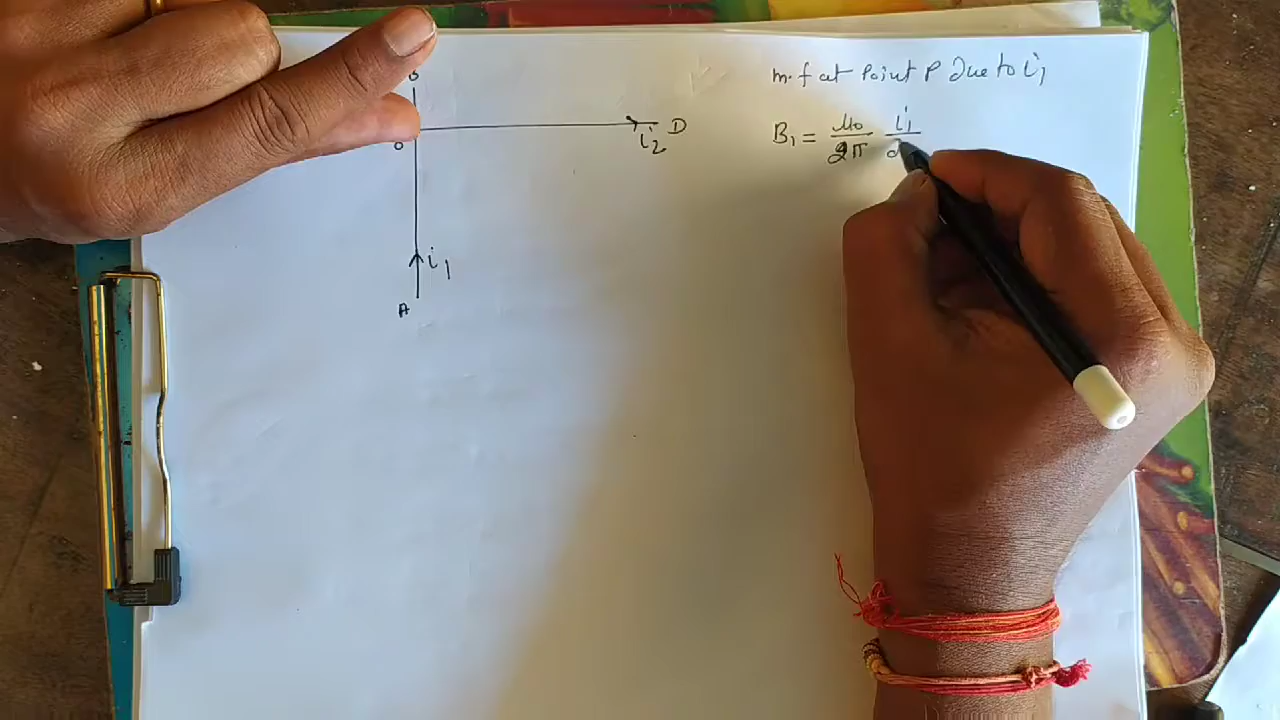 m.f at Point P Due to i1
B1 = μ0 i1
2π d
D
i2
o
i1
A